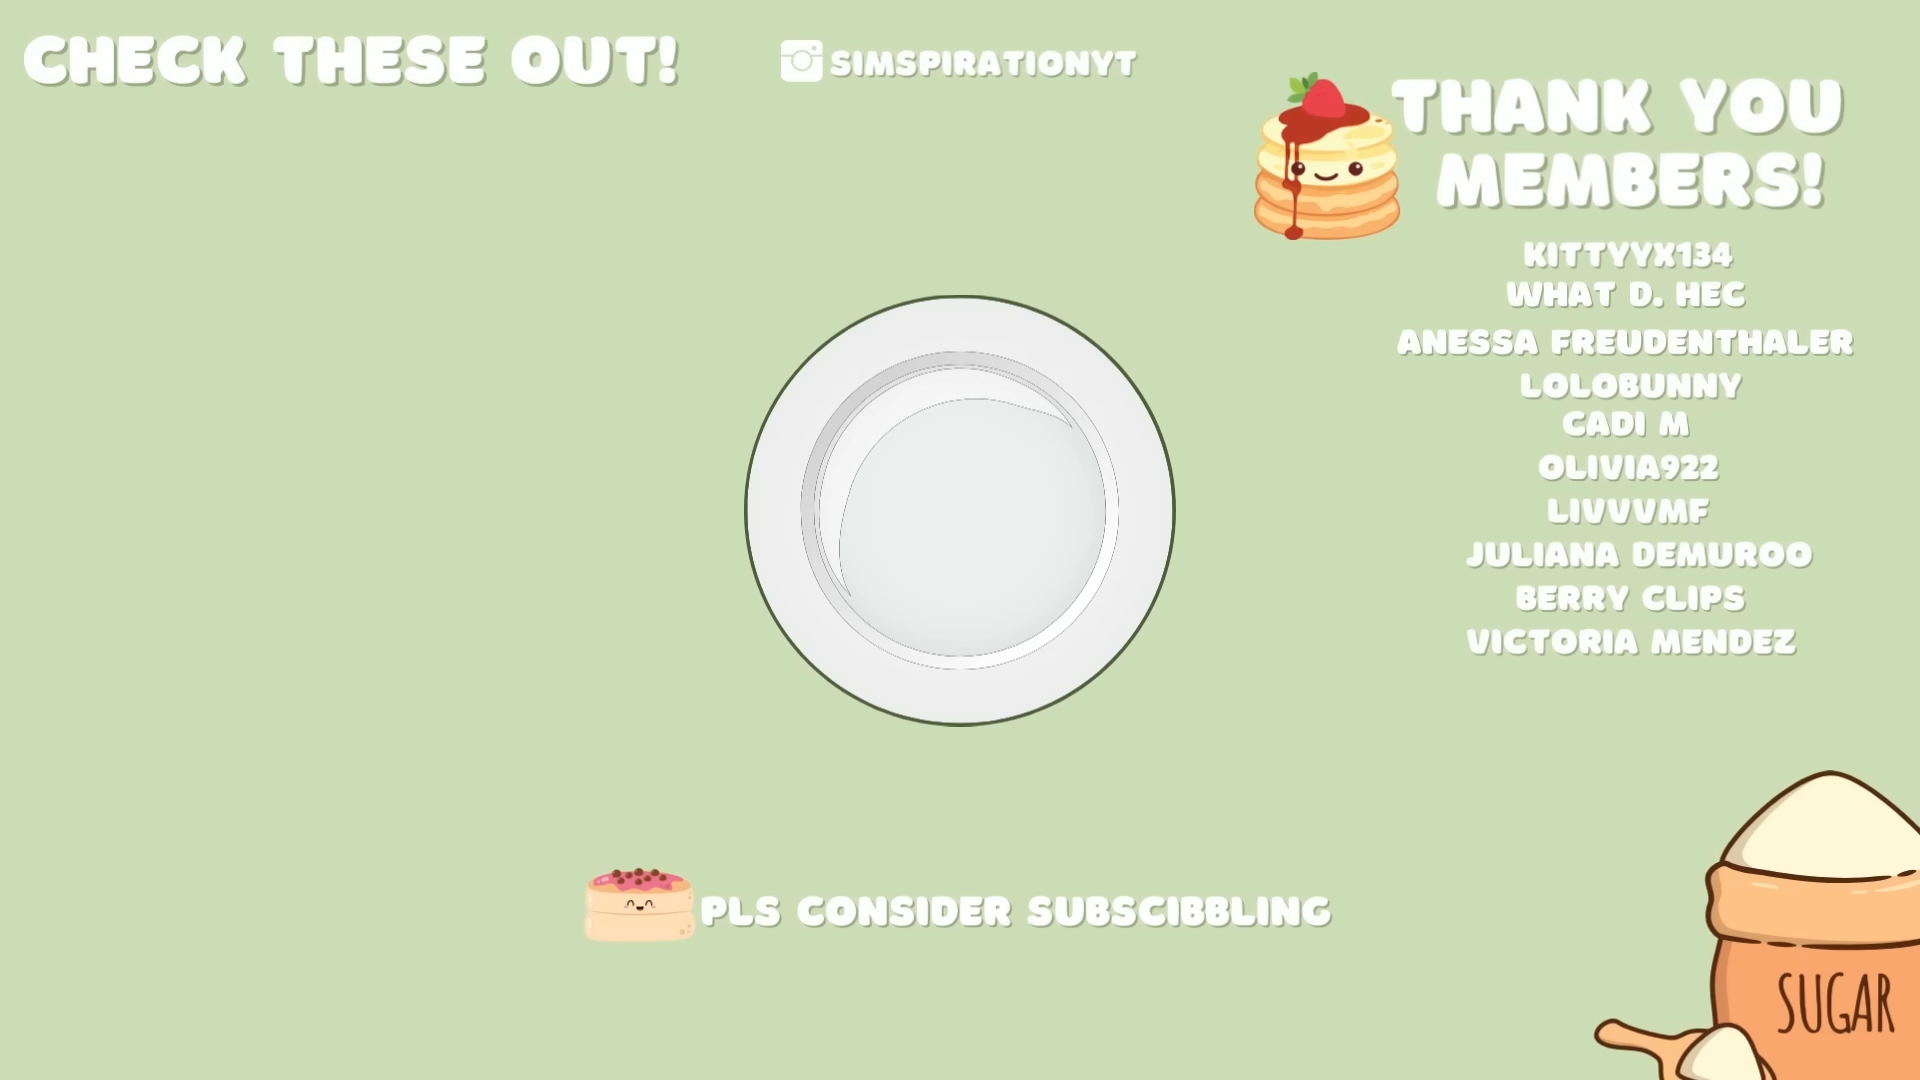 CHECK THESE OUT!
SIMSPIRATIONYT
THANK YOU
MEMBERS!
KITTYYX134
WHAT D. HEC
ANESSA FREUDENTHALER
LOLOBUNNY
CADI M
OLIVIA922
LIVVVMF
JULIANA DEMUROO
BERRY CLIPS
VICTORIA MENDEZ
PLS CONSIDER SUBSCIBBLING
SUGAR